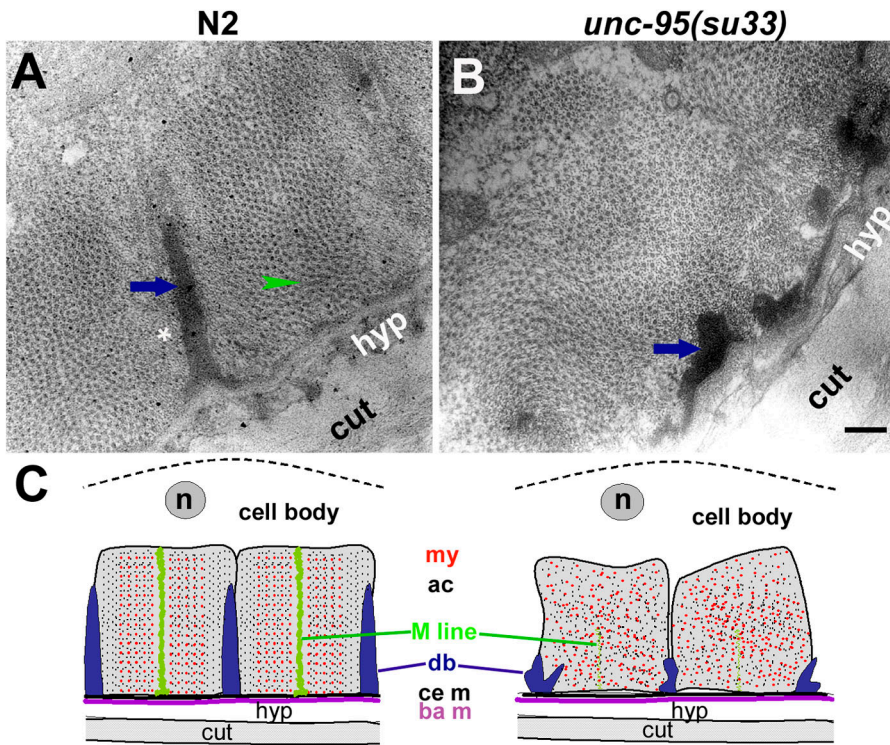 N2
unc-95(su33)
A
*
hyp
cut
B
hyp
cut
C
n
cell body
n
cell body
my
ac
M line
db
ce m
ba m
hyp
cut
hyp
cut